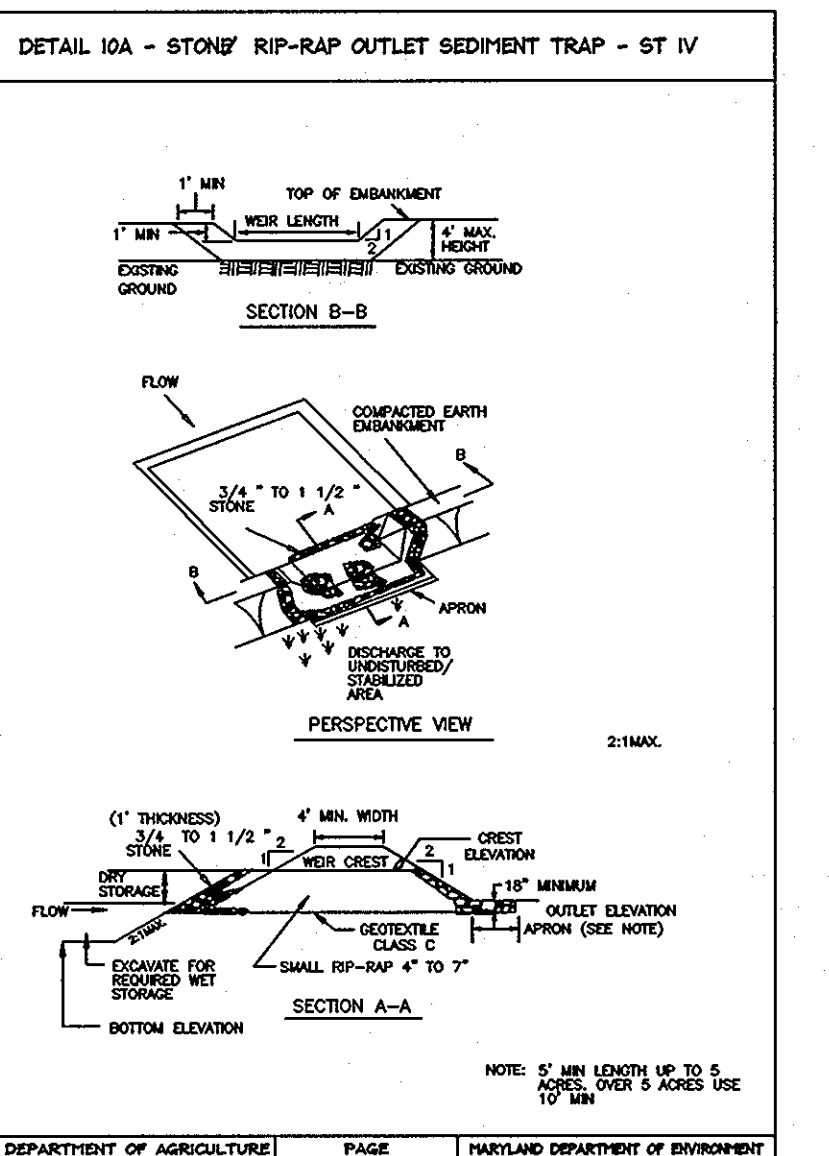 DETAIL 10A - STONE/ RIP-RAP OUTLET SEDIMENT TRAP - ST IV
1' MIN
TOP OF EMBANKMENT
WEIR LENGTH
1' MIN
1
2
4' MAX.
HEIGHT
EXISTING
GROUND
EXISTING GROUND
SECTION B-B
FLOW
COMPACTED EARTH
EMBANKMENT
B
3/4 " TO 1 1/2 "
STONE
A
B
APRON
A
DISCHARGE TO
UNDISTURBED/
STABILIZED
AREA
PERSPECTIVE VIEW
2:1MAX.
(1' THICKNESS)
3/4 TO 1 1/2 "
STONE
4' MIN. WIDTH
2
1
WEIR CREST
CREST
ELEVATION
2
1
DRY
STORAGE
18" MINIMUM
FLOW
OUTLET ELEVATION
APRON (SEE NOTE)
2:1MAX.
GEOTEXTILE
CLASS C
EXCAVATE FOR
REQUIRED WET
STORAGE
SMALL RIP-RAP 4" TO 7"
SECTION A-A
BOTTOM ELEVATION
NOTE: 5' MIN LENGTH UP TO 5
ACRES. OVER 5 ACRES USE
10' MIN
DEPARTMENT OF AGRICULTURE
PAGE
MARYLAND DEPARTMENT OF ENVIRONMENT